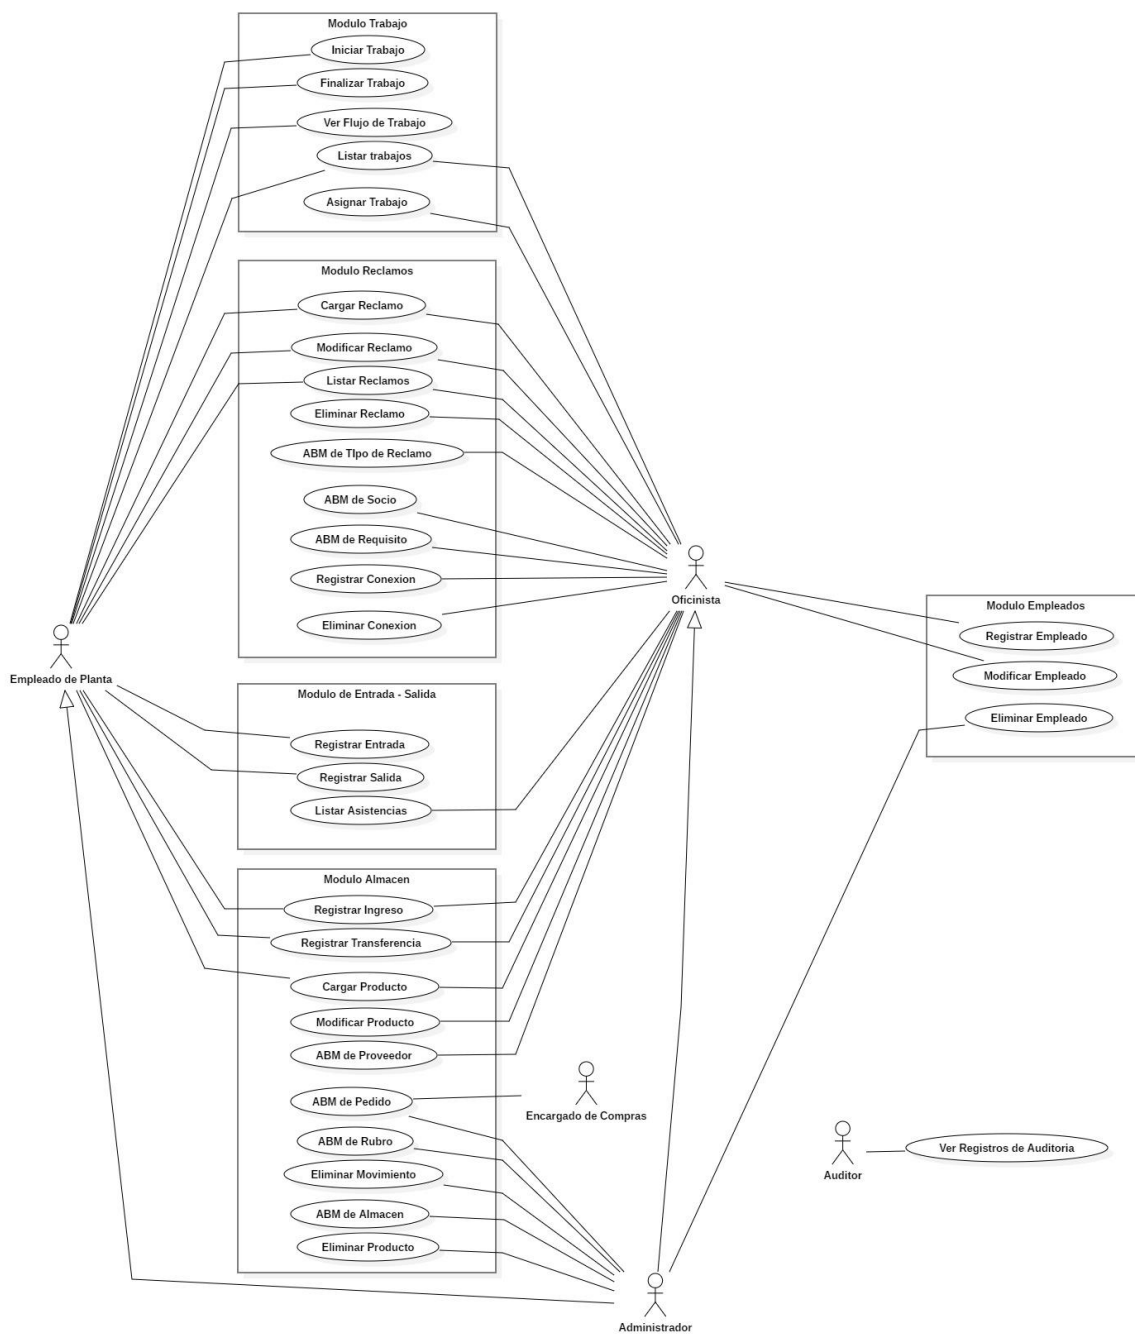 Modulo Trabajo
Iniciar Trabajo
Finalizar Trabajo
Ver Flujo de Trabajo
Listar trabajos
Asignar Trabajo
Modulo Reclamos
Cargar Reclamo
Modificar Reclamo
Listar Reclamos
Eliminar Reclamo
ABM de TIpo de Reclamo
ABM de Socio
ABM de Requisito
Registrar Conexion
Eliminar Conexion
Oficinista
Modulo Empleados
Registrar Empleado
Modificar Empleado
Eliminar Empleado
Empleado de Planta
Modulo de Entrada - Salida
Registrar Entrada
Registrar Salida
Listar Asistencias
Modulo Almacen
Registrar Ingreso
Registrar Transferencia
Cargar Producto
Modificar Producto
ABM de Proveedor
ABM de Pedido
Encargado de Compras
ABM de Rubro
Eliminar Movimiento
ABM de Almacen
Eliminar Producto
Auditor
Ver Registros de Auditoria
Administrador